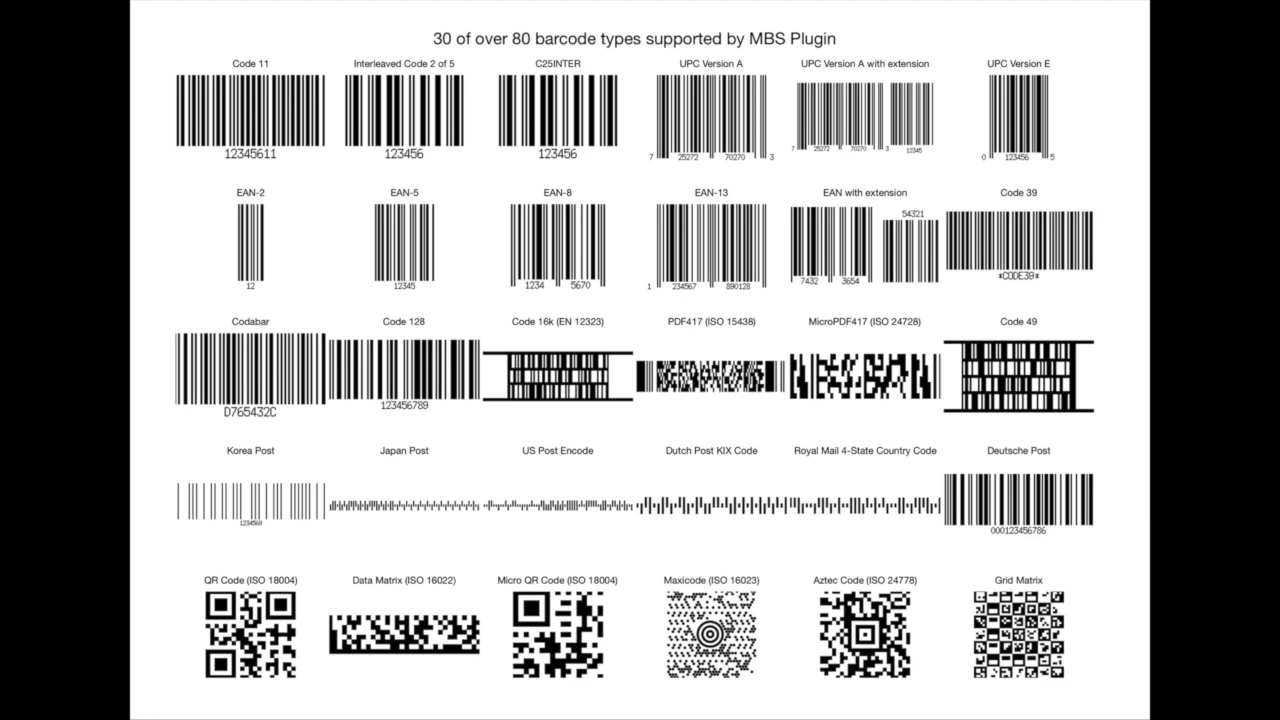 30 of over 80 barcode types supported by MBS Plugin
Code 11 Interleaved Code 2 of 5 C25INTER UPC Version A UPC Version A with extension UPC Version E
12345611 123456 123456 7 25272 70270 3 7 25272 70270 3 12345 0 123456 5
EAN-2 EAN-5 EAN-8 EAN-13 EAN with extension Code 39
54321
12 12345 1234 5670 1 234567 890128 7432 3654 *CODE39*
Codabar Code 128 Code 16k (EN 12323) PDF417 (ISO 15438) MicroPDF417 (ISO 24728) Code 49
D765432C 123456789
Korea Post Japan Post US Post Encode Dutch Post KIX Code Royal Mail 4-State Country Code Deutsche Post
1234569 000123456786
QR Code (ISO 18004) Data Matrix (ISO 16022) Micro QR Code (ISO 18004) Maxicode (ISO 16023) Aztec Code (ISO 24778) Grid Matrix